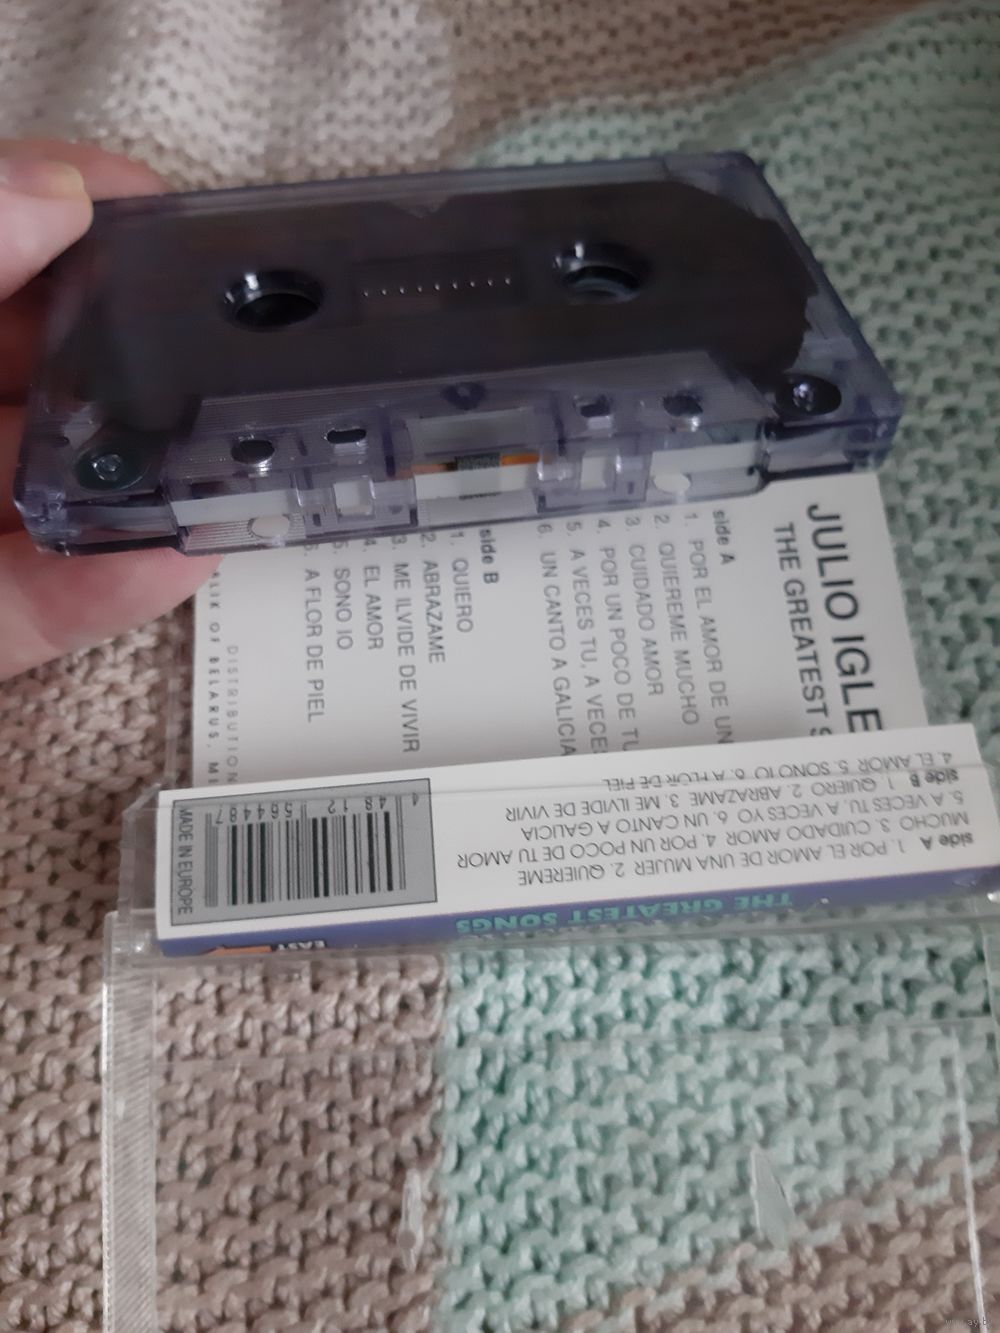 JULIO IGLE
THE GREATEST S
side A
1. POR EL AMOR DE UN
2. QUIEREME MUCHO
3. CUIDADO AMOR
4. POR UN POCO DE TU
5. A VECES TU, A VECES
6. UN CANTO A GALICIA
side B
1. QUIERO
2. ABRAZAME
3. ME ILVIDE DE VIVIR
4. EL AMOR
5. SONO IO
6. A FLOR DE PIEL
DISTRIBUTION
LIK OF BELARUS,
side A 1. POR EL AMOR DE UNA MUJER 2. QUIEREME
MUCHO 3. CUIDADO AMOR 4. POR UN POCO DE TU AMOR
5. A VECES TU, A VECES YO 6. UN CANTO A GALICIA
side B 1. QUIERO 2. ABRAZAME 3. ME ILVIDE DE VIVIR
4. EL AMOR 5. SONO IO 6. A FLOR DE PIEL
MADE IN EUROPE
THE GREATEST SONGS
EAST